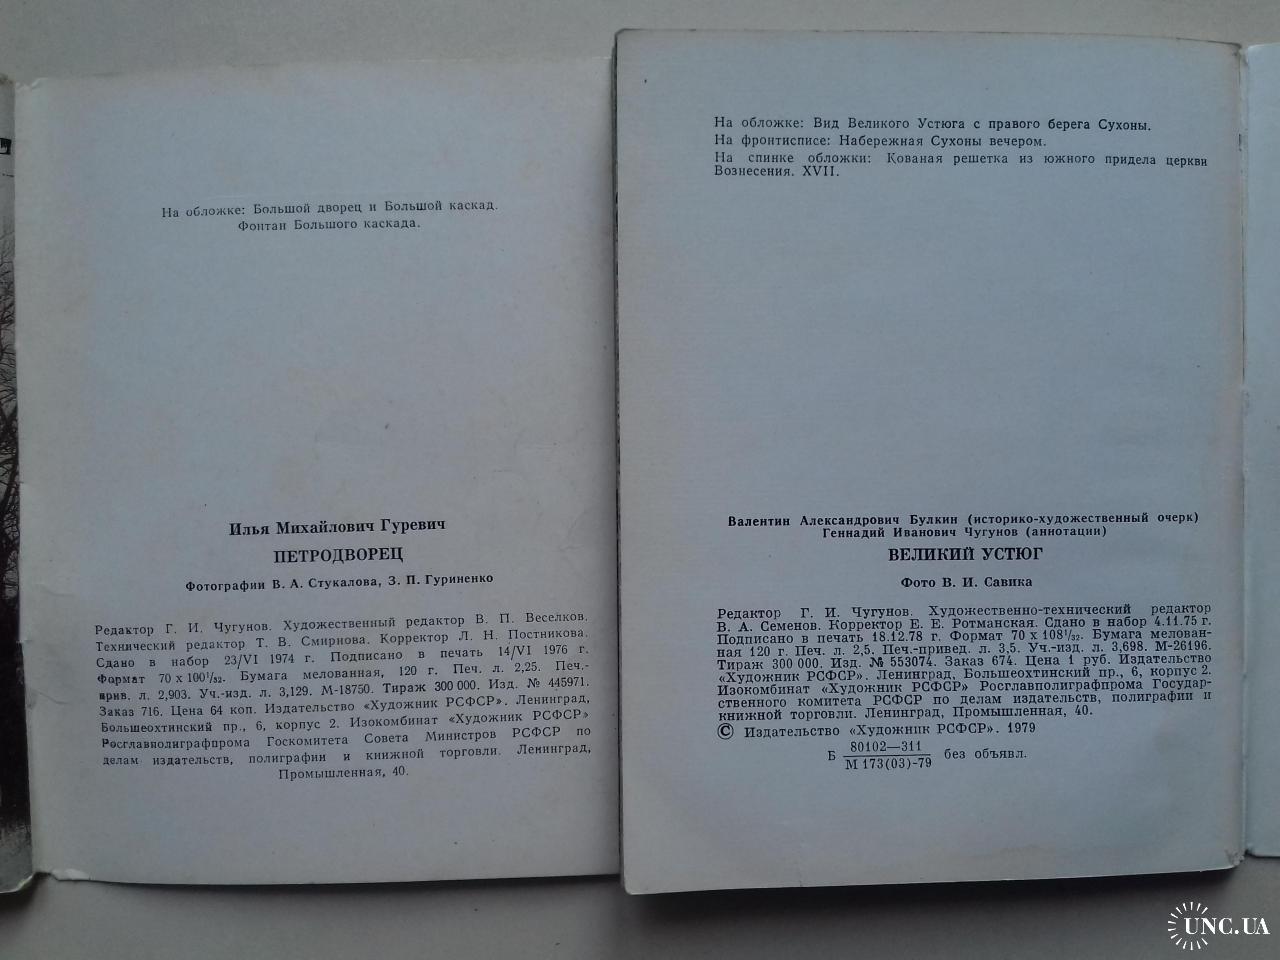 На обложке: Большой дворец и Большой каскад.
Фонтан Большого каскада.
Илья Михайлович Гуревич
ПЕТРОДВОРЕЦ
Фотографии В. А. Стукалова, З. П. Гуриненко
Редактор Г. И. Чугунов. Художественный редактор В. П. Веселков.
Технический редактор Т. В. Смирнова. Корректор Л. Н. Постникова.
Сдано в набор 23/VI 1974 г. Подписано в печать 14/VI 1976 г.
Формат 70 x 100¹/₃₂. Бумага мелованная, 120 г. Печ. л. 2,25. Печ.-
прив. л. 2,903. Уч.-изд. л. 3,129. М-18750. Тираж 300 000. Изд. № 445971.
Заказ 716. Цена 64 коп. Издательство «Художник РСФСР». Ленинград,
Большеохтинский пр., 6, корпус 2. Изокомбинат «Художник РСФСР»
Росглавполиграфпрома Госкомитета Совета Министров РСФСР по
делам издательств, полиграфии и книжной торговли. Ленинград,
Промышленная, 40.
На обложке: Вид Великого Устюга с правого берега Сухоны.
На фронтисписе: Набережная Сухоны вечером.
На спинке обложки: Кованая решетка из южного придела церкви
Вознесения. XVII.
Валентин Александрович Булкин (историко-художественный очерк)
Геннадий Иванович Чугунов (аннотации)
ВЕЛИКИЙ УСТЮГ
Фото В. И. Савика
Редактор Г. И. Чугунов. Художественно-технический редактор
В. А. Семенов. Корректор Е. Е. Ротманская. Сдано в набор 4.11.75 г.
Подписано в печать 18.12.78 г. Формат 70 x 108¹/₃₂. Бумага мелован-
ная 120 г. Печ. л. 2,5. Печ.-привед. л. 3,5. Уч.-изд. л. 3,698. М-26196.
Тираж 300 000. Изд. № 553074. Заказ 674. Цена 1 руб. Издательство
«Художник РСФСР». Ленинград, Большеохтинский пр., 6, корпус 2.
Изокомбинат «Художник РСФСР» Росглавполиграфпрома Государ-
ственного комитета РСФСР по делам издательств, полиграфии и
книжной торговли. Ленинград, Промышленная, 40.
© Издательство «Художник РСФСР». 1979
80102—311
Б М 173(03)-79 без объявл.
UNC.UA